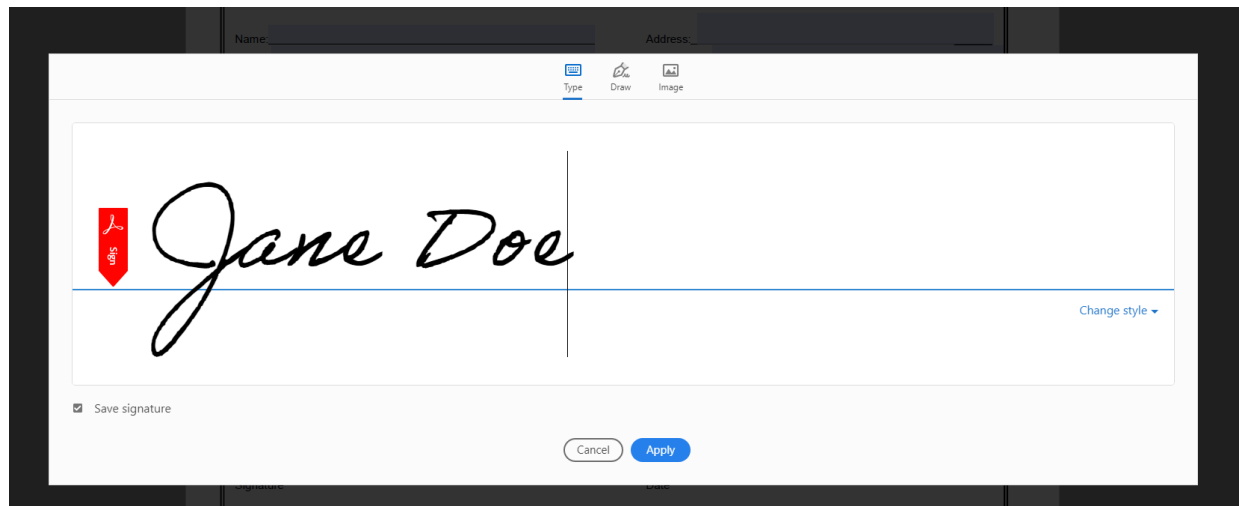 Name: Address:
Type Draw Image
Sign
Jane Doe
Change style
Save signature
Cancel Apply
Signature Date